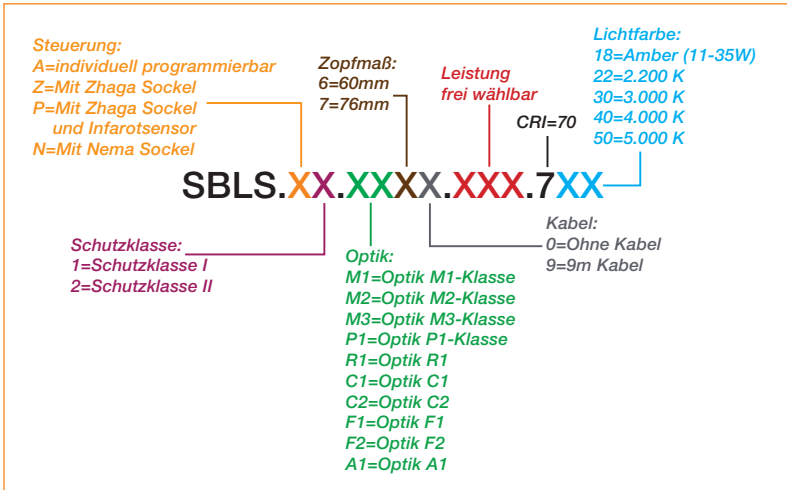 Steuerung:
A=individuell programmierbar
Z=Mit Zhaga Sockel
P=Mit Zhaga Sockel
und Infarotsensor
N=Mit Nema Sockel
Zopfmaß:
6=60mm
7=76mm
Leistung
frei wählbar
CRI=70
Lichtfarbe:
18=Amber (11-35W)
22=2.200 K
30=3.000 K
40=4.000 K
50=5.000 K
SBLS.XX.XXXX.XXX.7XX
Schutzklasse:
1=Schutzklasse I
2=Schutzklasse II
Optik:
M1=Optik M1-Klasse
M2=Optik M2-Klasse
M3=Optik M3-Klasse
P1=Optik P1-Klasse
R1=Optik R1
C1=Optik C1
C2=Optik C2
F1=Optik F1
F2=Optik F2
A1=Optik A1
Kabel:
0=Ohne Kabel
9=9m Kabel